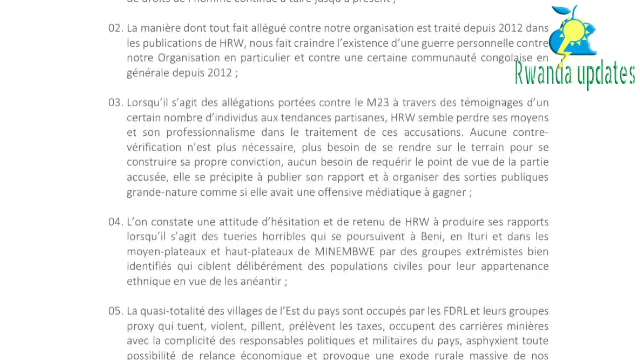 de droits de l'homme continue à taire jusqu'à présent ;
02. La manière dont tout fait allégué contre notre organisation est traité depuis 2012 dans
les publications de HRW, nous fait craindre l'existence d'une guerre personnelle contre
notre Organisation en particulier et contre une certaine communauté congolaise en
générale depuis 2012 ;
Rwanda updates
03. Lorsqu'il s'agit des allégations portées contre le M23 à travers des témoignages d'un
certain nombre d'individus aux tendances partisanes, HRW semble perdre ses moyens
et son professionnalisme dans le traitement de ces accusations. Aucune contre-
vérification n'est plus nécessaire, plus besoin de se rendre sur le terrain pour se
construire sa propre conviction, aucun besoin de requérir le point de vue de la partie
accusée, elle se précipite à publier son rapport et à organiser des sorties publiques
grande-nature comme si elle avait une offensive médiatique à gagner ;
04. L'on constate une attitude d'hésitation et de retenu de HRW à produire ses rapports
lorsqu'il s'agit des tueries horribles qui se poursuivent à Beni, en Ituri et dans les
moyen-plateaux et haut-plateaux de MINEMBWE par des groupes extrémistes bien
identifiés qui ciblent délibérément des populations civiles pour leur appartenance
ethnique en vue de les anéantir ;
05. La quasi-totalité des villages de l'Est du pays sont occupés par les FDRL et leurs groupes
proxy qui tuent, violent, pillent, prélèvent les taxes, occupent des carrières minières
avec la complicité des responsables politiques et militaires du pays, asphyxient toute
possibilité de relance économique et provoque une exode rurale massive de nos